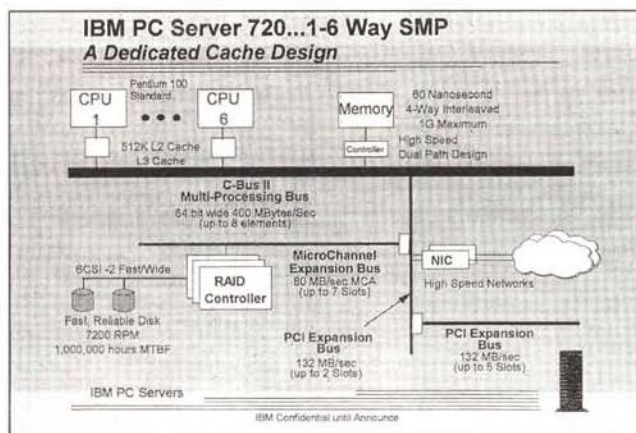 IBM PC Server 720...1-6 Way SMP
A Dedicated Cache Design
Pentium 100
Standard
CPU
1
CPU
6
512K L2 Cache
L3 Cache
Memory
Controller
60 Nanosecond
4-Way Interleaved
1G Maximum
High Speed
Dual Path Design
C-Bus II
Multi-Processing Bus
64 bit wide 400 MBytes/Sec
(up to 8 elements)
MicroChannel
Expansion Bus
80 MB/sec MCA
(up to 7 Slots)
SCSI -2 Fast/Wide
RAID
Controller
Fast, Reliable Disk
7200 RPM
1,000,000 hours MTBF
NIC
High Speed Networks
PCI Expansion
Bus
132 MB/sec
(up to 2 Slots)
PCI Expansion
Bus
132 MB/sec
(up to 5 Slots)
IBM PC Servers
IBM Confidential until Announce